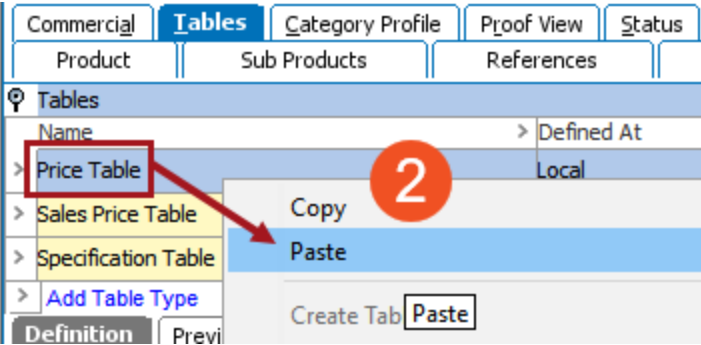 Commercial Tables Category Profile Proof View Status
Product Sub Products References
Tables
Name > Defined At
> Price Table Local
2
> Sales Price Table
Copy
> Specification Table
Paste
> Add Table Type
Create Tab Paste
Definition Previ